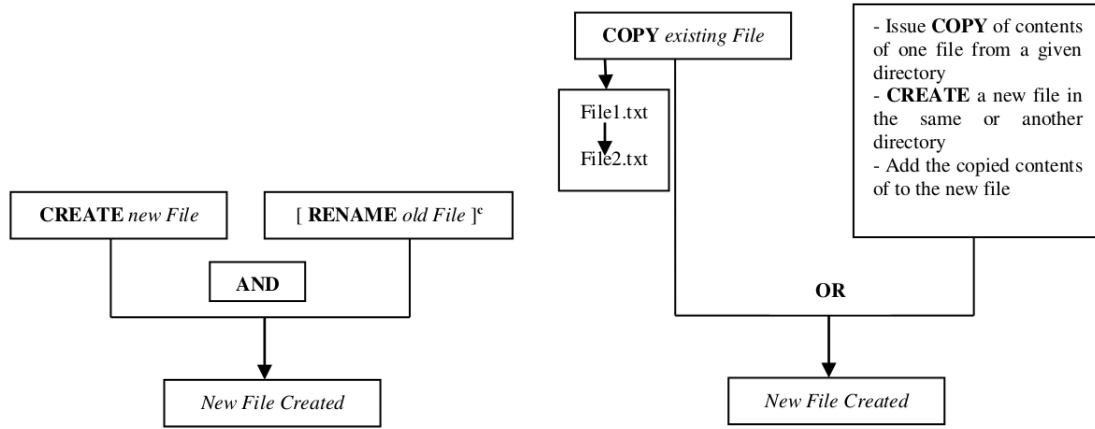 CREATE new File
[ RENAME old File ]ᶜ
AND
New File Created
COPY existing File
File1.txt
File2.txt
- Issue COPY of contents
of one file from a given
directory
- CREATE a new file in
the same or another
directory
- Add the copied contents
of to the new file
OR
New File Created